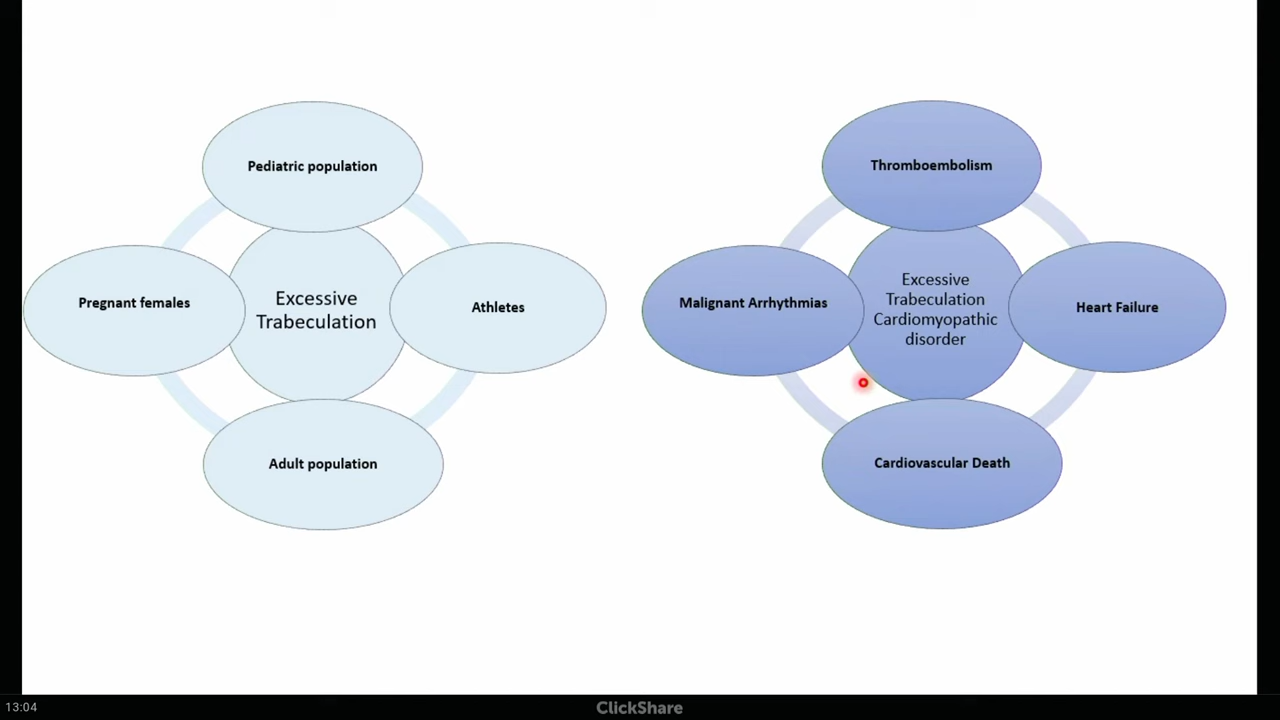 Pediatric population
Pregnant females
Excessive
Trabeculation
Athletes
Adult population
Thromboembolism
Malignant Arrhythmias
Excessive
Trabeculation
Cardiomyopathic
disorder
Heart Failure
Cardiovascular Death
13:04
ClickShare